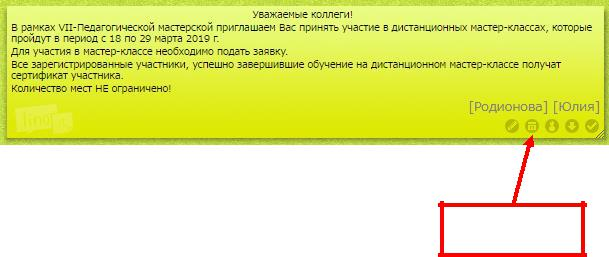 Уважаемые коллеги!
В рамках VII-Педагогической мастерской приглашаем Вас принять участие в дистанционных мастер-классах, которые
пройдут в период с 18 по 29 марта 2019 г.
Для участия в мастер-классе необходимо подать заявку.
Все зарегистрированные участники, успешно завершившие обучение на дистанционном мастер-классе получат
сертификат участника.
Количество мест НЕ ограничено!
[Родионова] [Юлия]
lino it